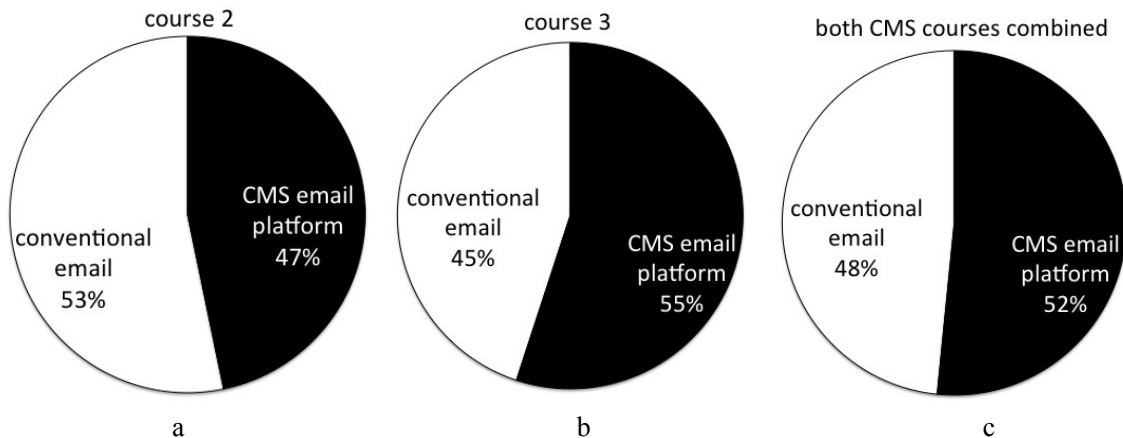 course 2
conventional
email
53%
CMS email
platform
47%
a
course 3
conventional
email
45%
CMS email
platform
55%
b
both CMS courses combined
conventional
email
48%
CMS email
platform
52%
c